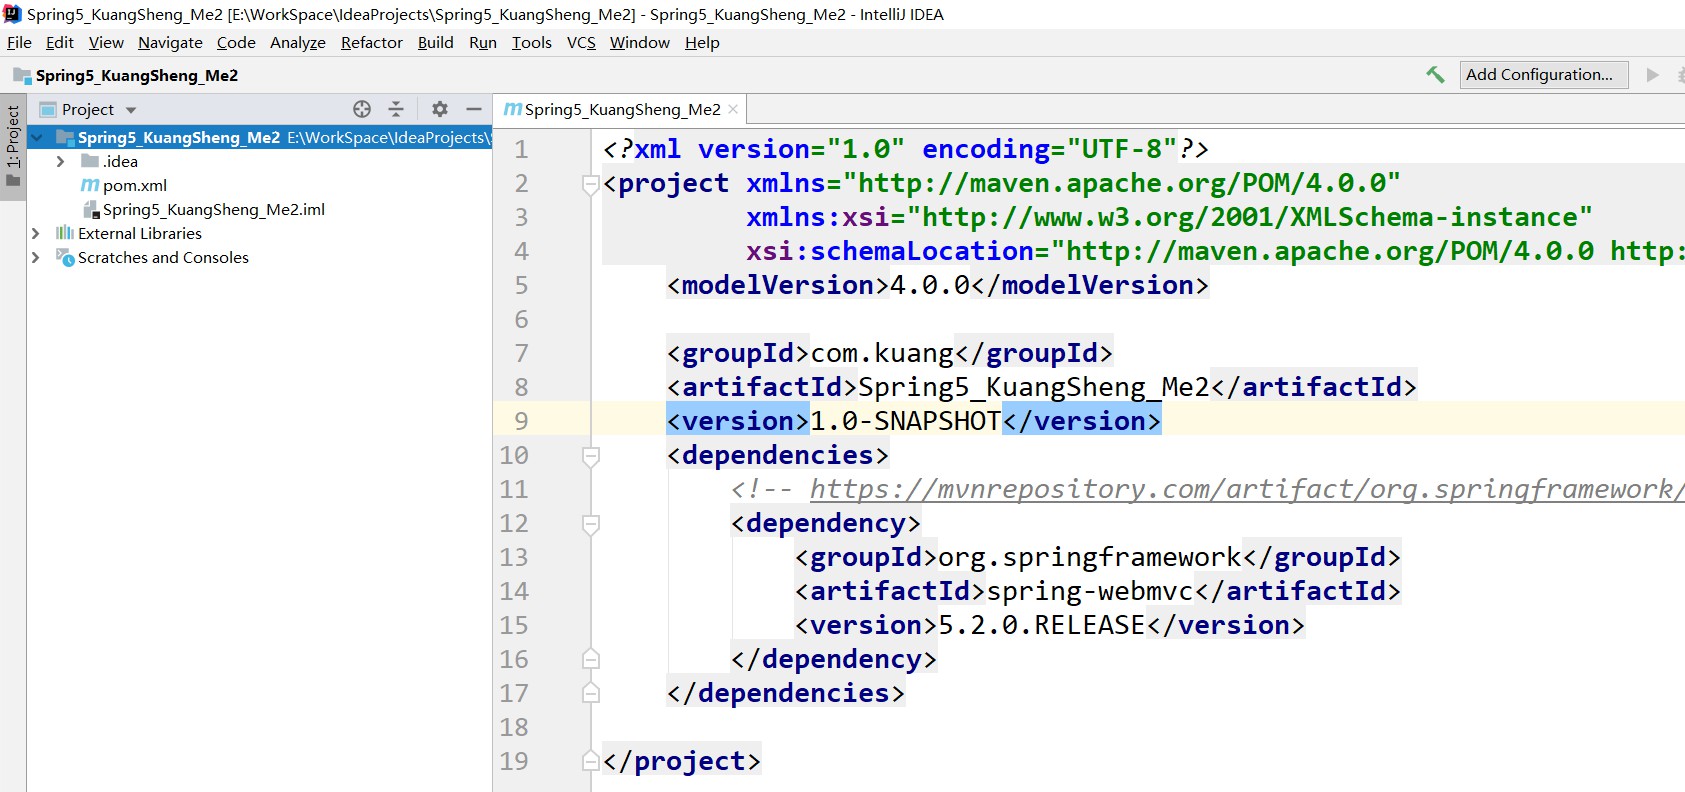 Spring5_KuangSheng_Me2 [E:\WorkSpace\IdeaProjects\Spring5_KuangSheng_Me2] - Spring5_KuangSheng_Me2 - IntelliJ IDEA
File Edit View Navigate Code Analyze Refactor Build Run Tools VCS Window Help
Spring5_KuangSheng_Me2
Add Configuration...
1: Project
Project
Spring5_KuangSheng_Me2 E:\WorkSpace\IdeaProjects\
.idea
pom.xml
Spring5_KuangSheng_Me2.iml
External Libraries
Scratches and Consoles
Spring5_KuangSheng_Me2
1 <?xml version="1.0" encoding="UTF-8"?>
2 <project xmlns="http://maven.apache.org/POM/4.0.0"
3 xmlns:xsi="http://www.w3.org/2001/XMLSchema-instance"
4 xsi:schemaLocation="http://maven.apache.org/POM/4.0.0 http:
5 <modelVersion>4.0.0</modelVersion>
6
7 <groupId>com.kuang</groupId>
8 <artifactId>Spring5_KuangSheng_Me2</artifactId>
9 <version>1.0-SNAPSHOT</version>
10 <dependencies>
11 <!-- https://mvnrepository.com/artifact/org.springframework/
12 <dependency>
13 <groupId>org.springframework</groupId>
14 <artifactId>spring-webmvc</artifactId>
15 <version>5.2.0.RELEASE</version>
16 </dependency>
17 </dependencies>
18
19 </project>